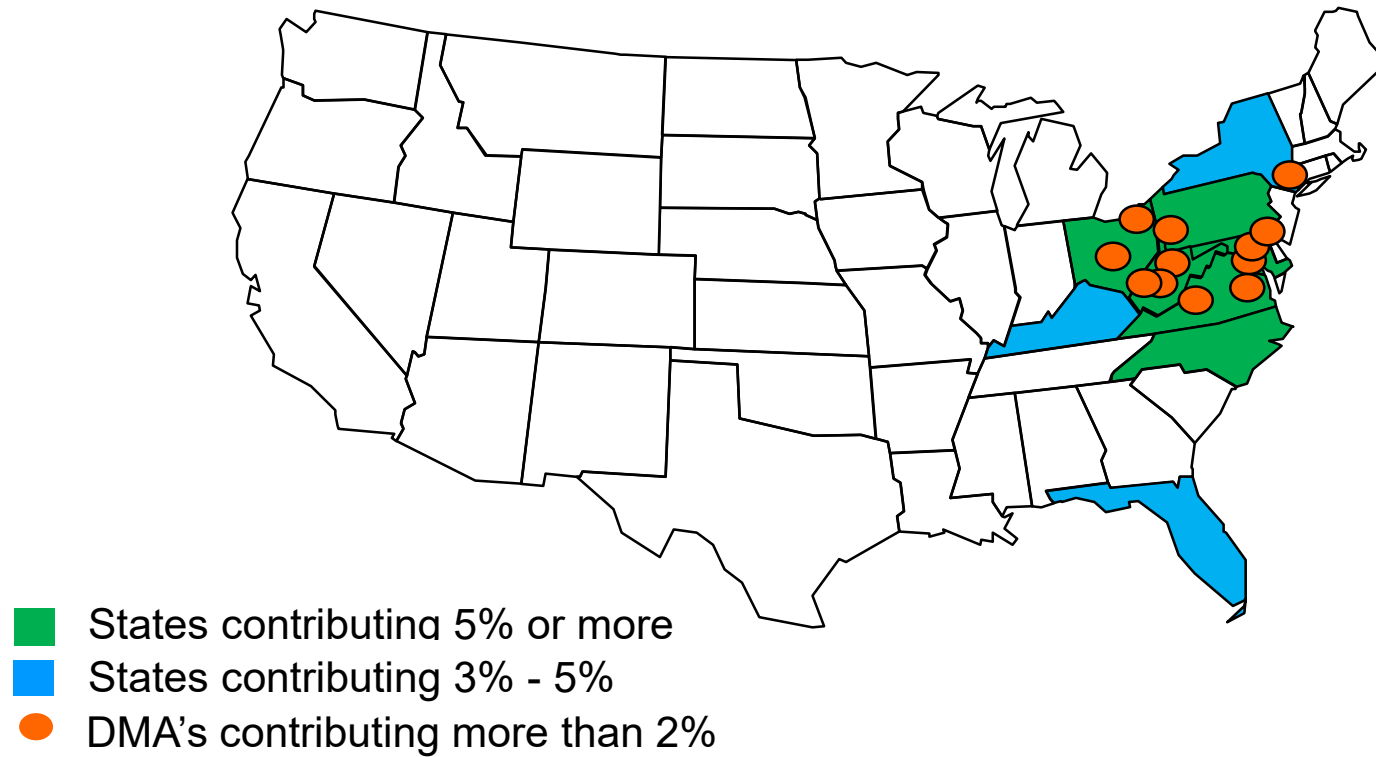 States contributing 5% or more
States contributing 3% - 5%
DMA's contributing more than 2%